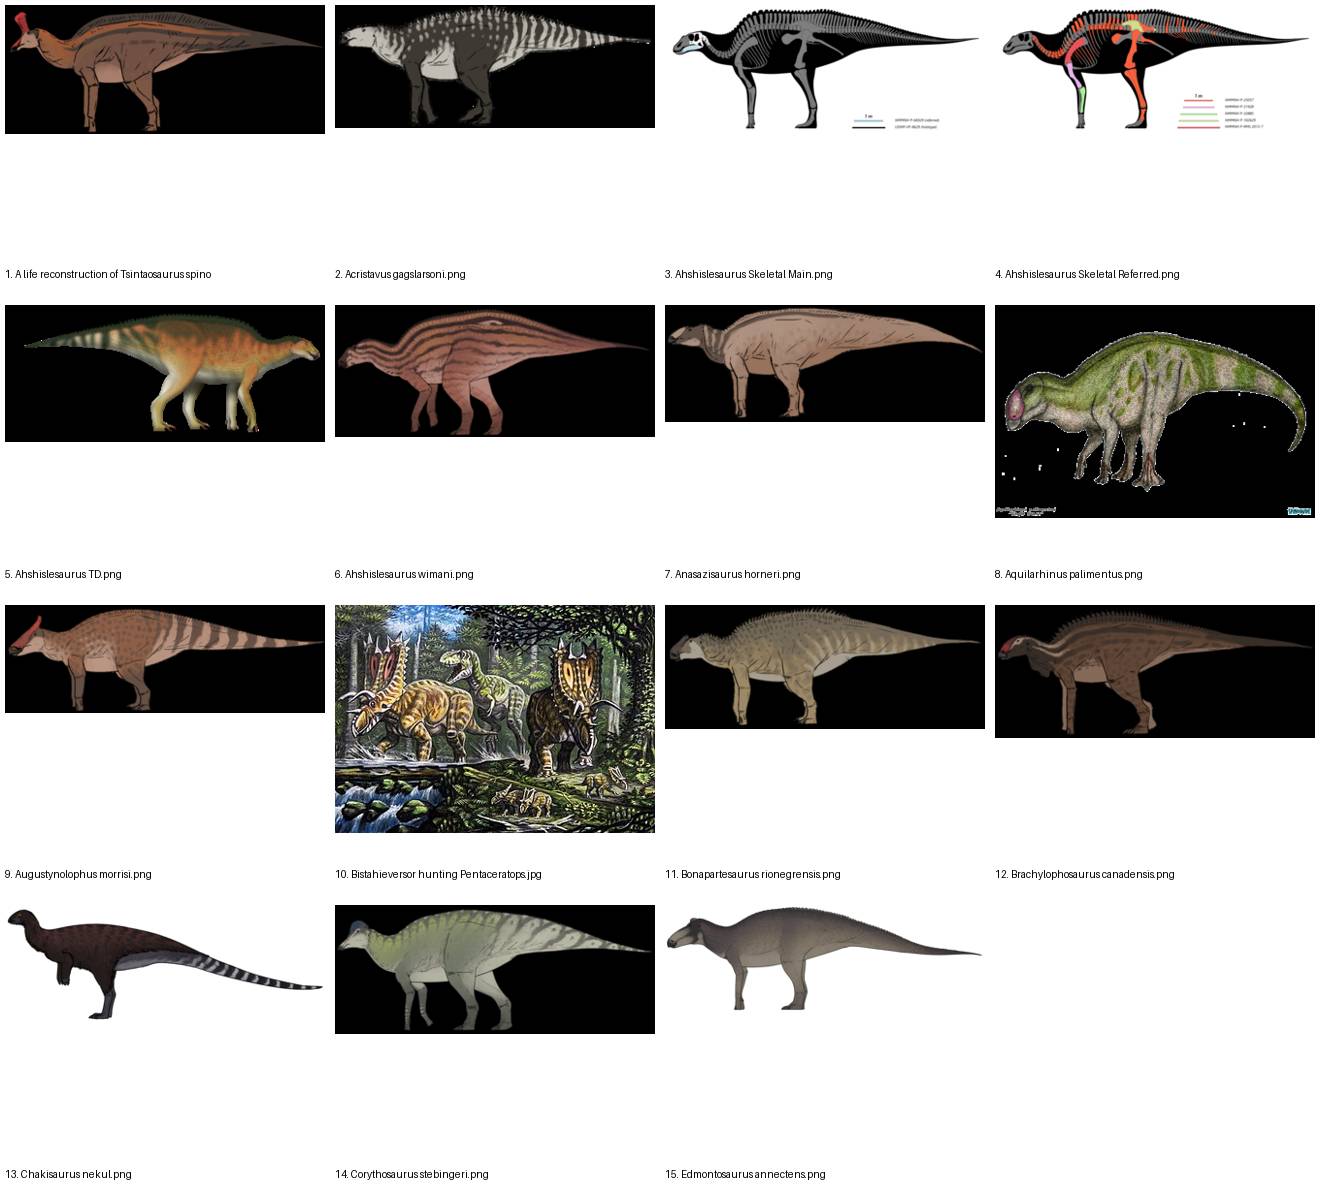 1 m
1 m
1. A life reconstruction of Tsintaosaurus spino
2. Acristavus gagslarsoni.png
3. Ahshislesaurus Skeletal Main.png
4. Ahshislesaurus Skeletal Referred.png
5. Ahshislesaurus TD.png
6. Ahshislesaurus wimani.png
7. Anasazisaurus horneri.png
8. Aquilarhinus palimentus.png
9. Augustynolophus morrisi.png
10. Bistahieversor hunting Pentaceratops.jpg
11. Bonapartesaurus rionegrensis.png
12. Brachylophosaurus canadensis.png
13. Chakisaurus nekul.png
14. Corythosaurus stebingeri.png
15. Edmontosaurus annectens.png